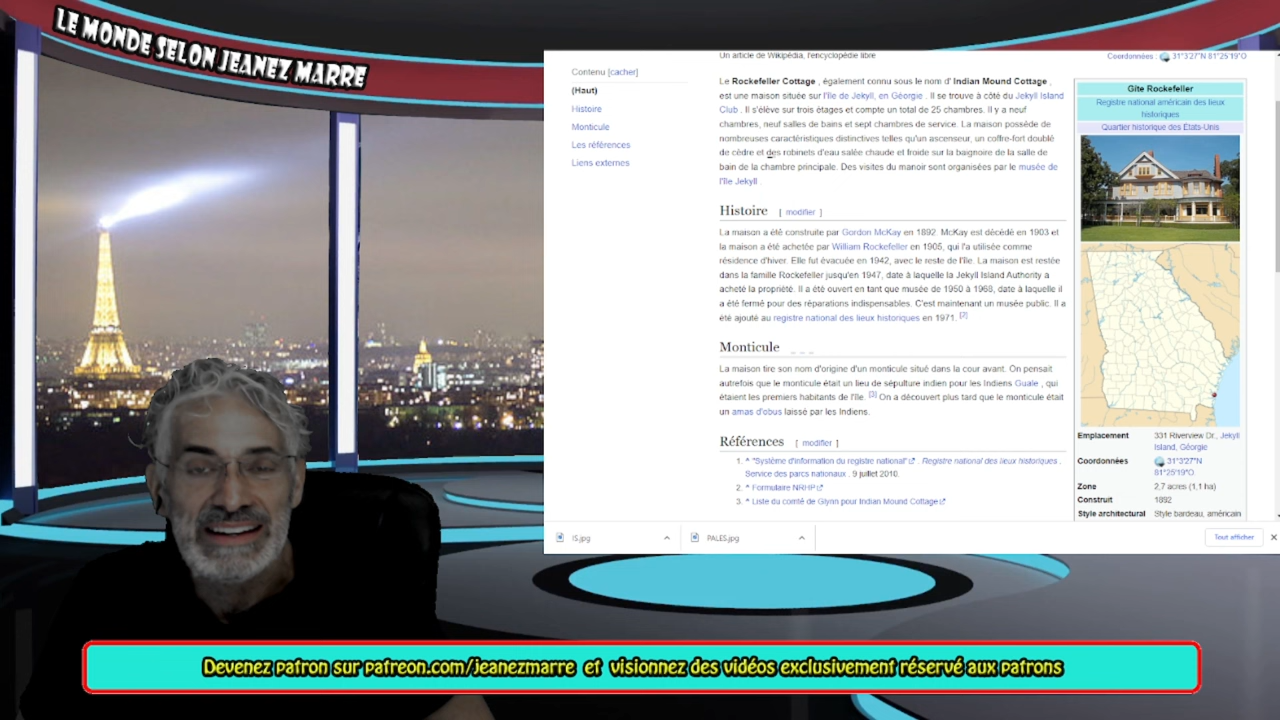 LE MONDE SELON JEANEZ MARRE
Un article de Wikipédia, l'encyclopédie libre
Coordonnées : 31°3'27"N 81°25'19"O
Contenu [cacher]
(Haut)
Histoire
Monticule
Les références
Liens externes
Le Rockefeller Cottage , également connu sous le nom d' Indian Mound Cottage ,
est une maison située sur l'île de Jekyll, en Géorgie . Il se trouve à côté du Jekyll Island
Club . Il s'élève sur trois étages et compte un total de 25 chambres. Il y a neuf
chambres, neuf salles de bains et sept chambres de service. La maison possède de
nombreuses caractéristiques distinctives telles qu'un ascenseur, un coffre-fort doublé
de cèdre et des robinets d'eau salée chaude et froide sur la baignoire de la salle de
bain de la chambre principale. Des visites du manoir sont organisées par le musée de
l'île Jekyll .
Histoire [ modifier ]
La maison a été construite par Gordon McKay en 1892. McKay est décédé en 1903 et
la maison a été achetée par William Rockefeller en 1905, qui l'a utilisée comme
résidence d'hiver. Elle fut évacuée en 1942, avec le reste de l'île. La maison est restée
dans la famille Rockefeller jusqu'en 1947, date à laquelle la Jekyll Island Authority a
acheté la propriété. Il a été ouvert en tant que musée de 1950 à 1968, date à laquelle il
a été fermé pour des réparations indispensables. C'est maintenant un musée public. Il a
été ajouté au registre national des lieux historiques en 1971. [2]
Monticule
La maison tire son nom d'origine d'un monticule situé dans la cour avant. On pensait
autrefois que le monticule était un lieu de sépulture indien pour les Indiens Guale , qui
étaient les premiers habitants de l'île. [3] On a découvert plus tard que le monticule était
un amas d'obus laissé par les Indiens.
Références [ modifier ]
1. ^ "Système d'information du registre national" . Registre national des lieux historiques .
Service des parcs nationaux . 9 juillet 2010.
2. ^ Formulaire NRHP
3. ^ Liste du comté de Glynn pour Indian Mound Cottage
Gîte Rockefeller
Registre national américain des lieux
historiques
Quartier historique des États-Unis
Emplacement 331 Riverview Dr., Jekyll
Island, Géorgie
Coordonnées 31°3'27"N
81°25'19"O
Zone 2,7 acres (1,1 ha)
Construit 1892
Style architectural Style bardeau, américain
IS.jpg
PALES.jpg
Tout afficher
Devenez patron sur patreon.com/jeanezmarre et visionnez des vidéos exclusivement réservé aux patrons